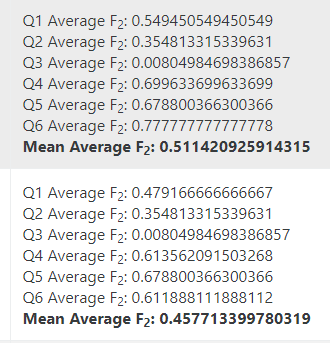 Q1 Average F₂: 0.549450549450549
Q2 Average F₂: 0.354813315339631
Q3 Average F₂: 0.00804984698386857
Q4 Average F₂: 0.699633699633699
Q5 Average F₂: 0.678800366300366
Q6 Average F₂: 0.777777777777778
Mean Average F₂: 0.511420925914315
Q1 Average F₂: 0.479166666666667
Q2 Average F₂: 0.354813315339631
Q3 Average F₂: 0.00804984698386857
Q4 Average F₂: 0.613562091503268
Q5 Average F₂: 0.678800366300366
Q6 Average F₂: 0.611888111888112
Mean Average F₂: 0.457713399780319